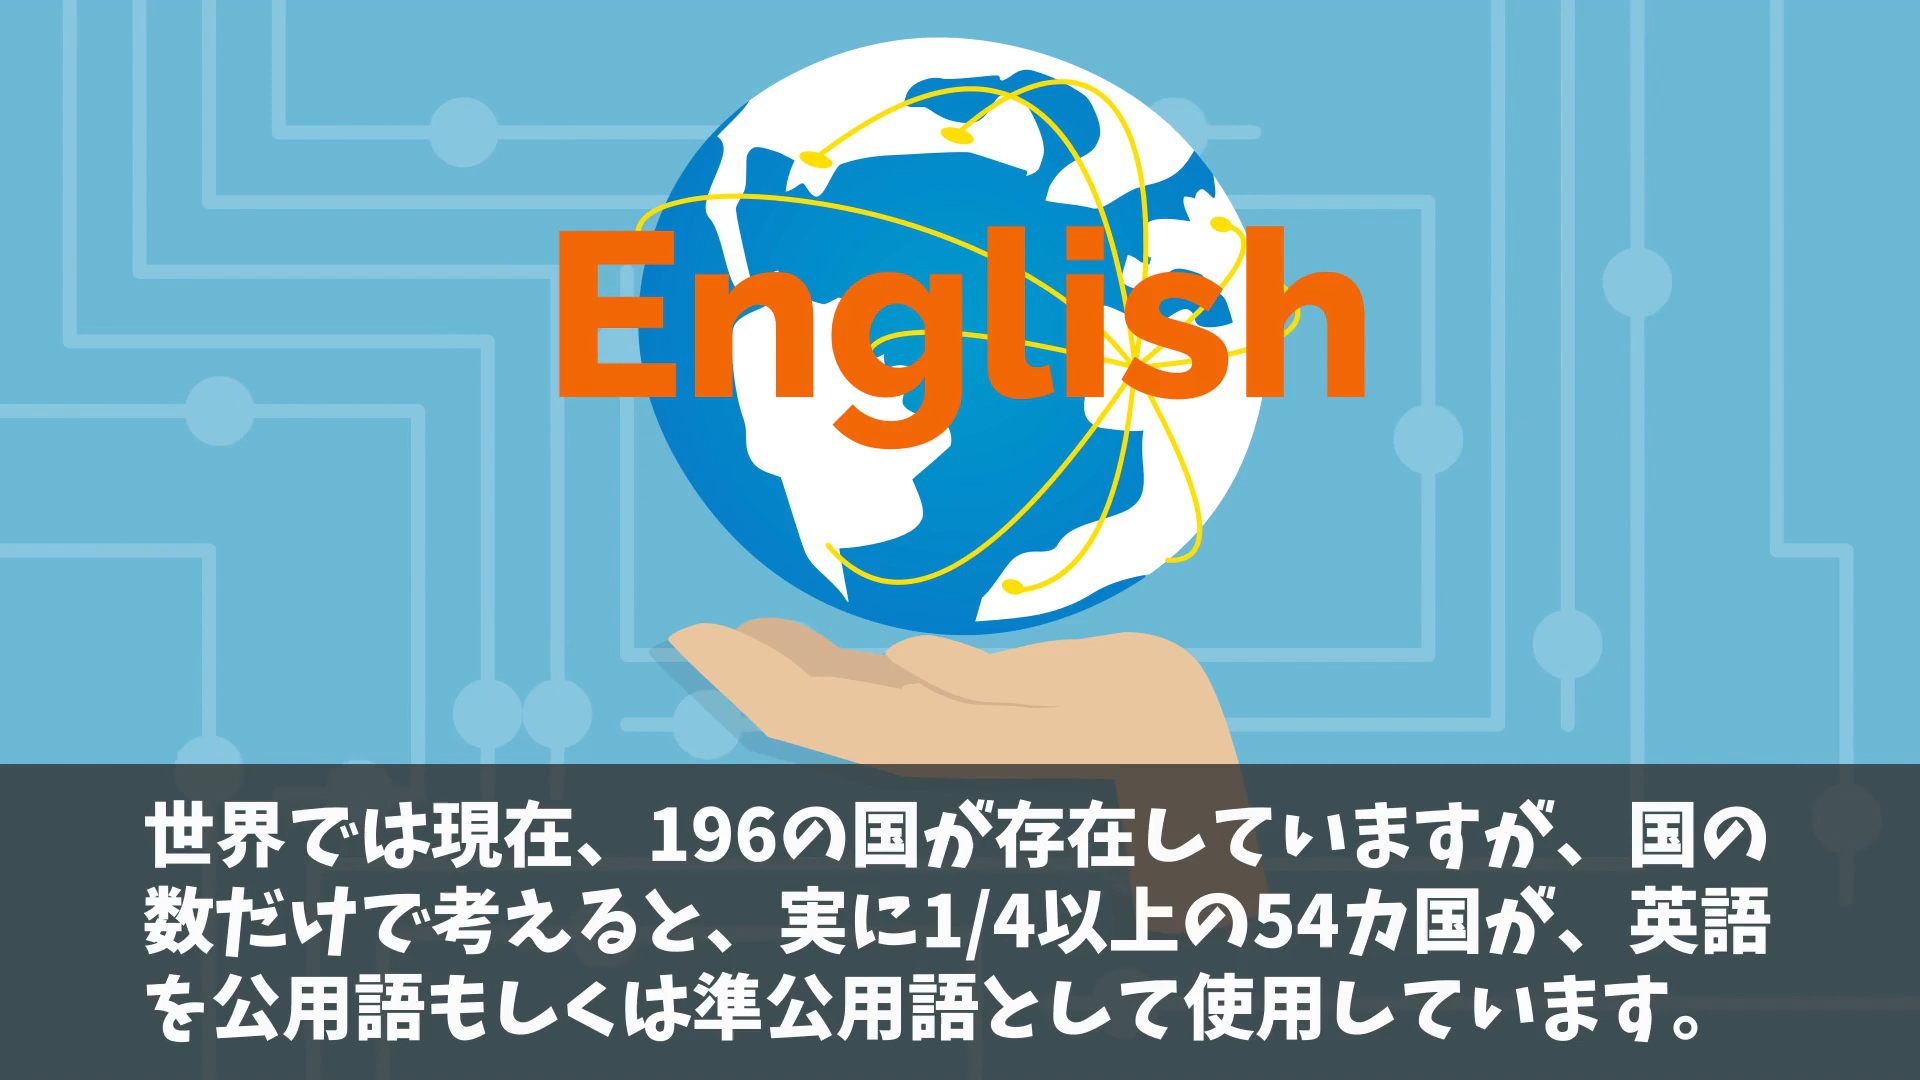 English
世界では現在、196の国が存在していますが、国の
数だけで考えると、実に1/4以上の54カ国が、英語
を公用語もしくは準公用語として使用しています。